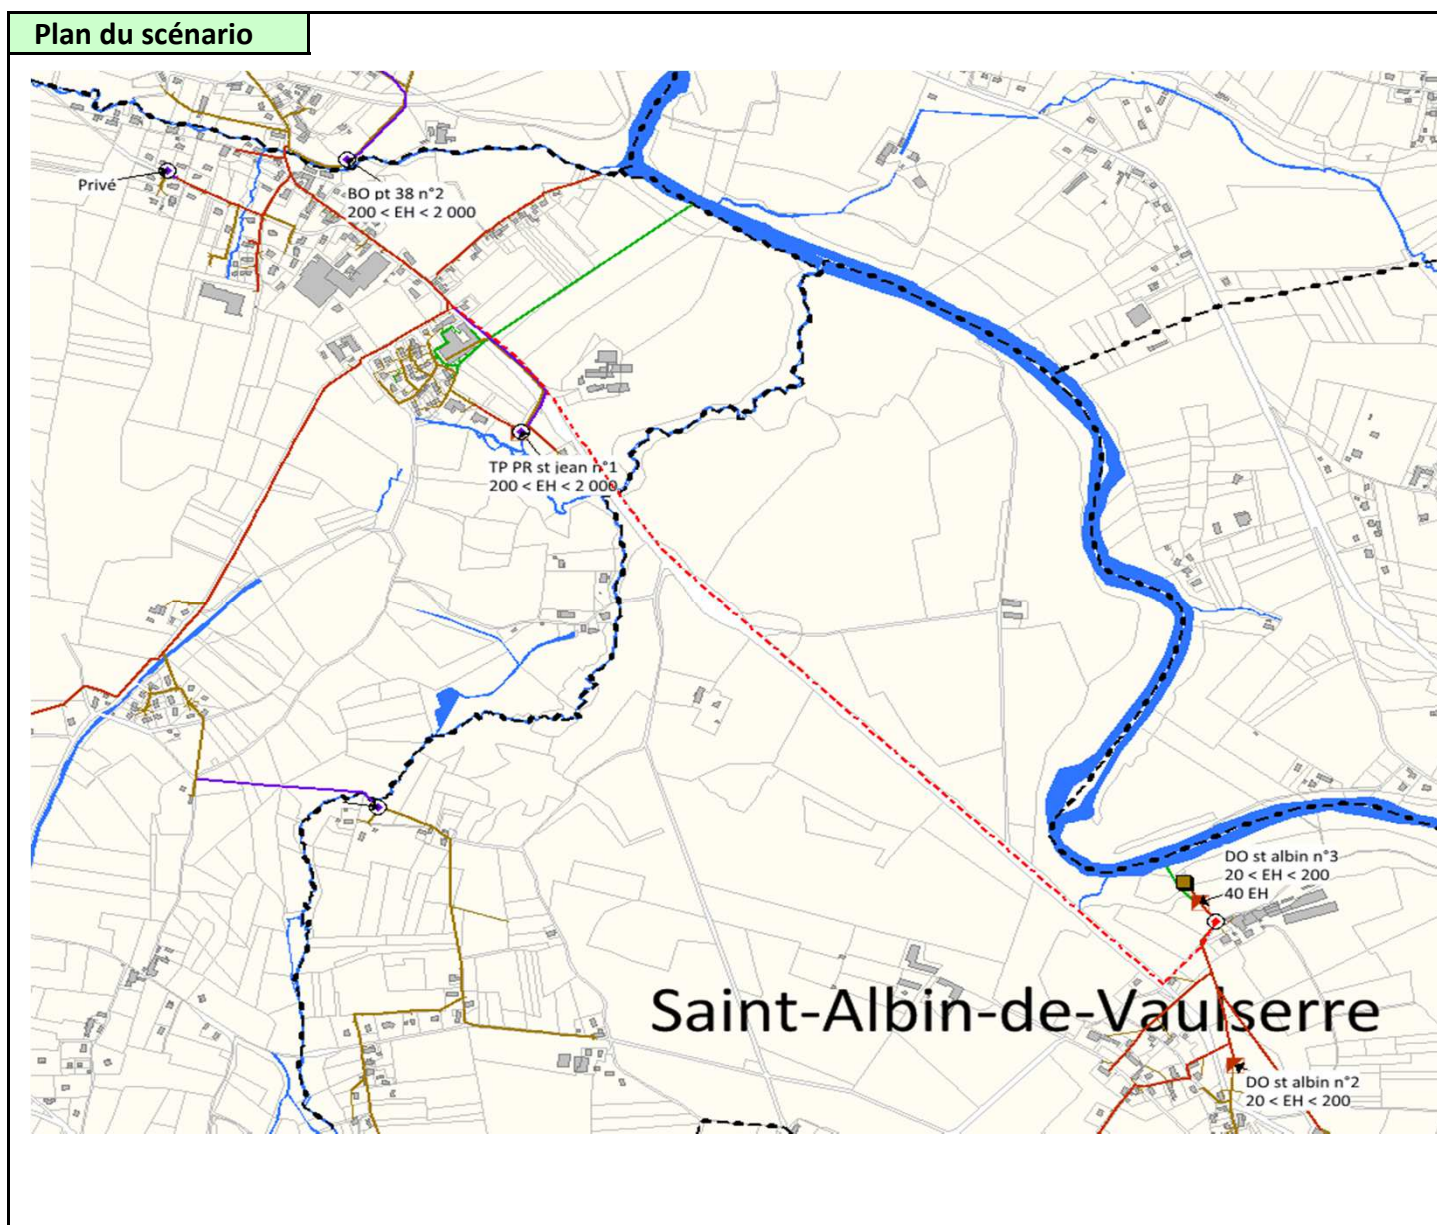 Plan du scénario
Privé
BO pt 38 n°2
200 < EH < 2 000
TP PR st jean n°1
200 < EH < 2 000
DO st albin n°3
20 < EH < 200
40 EH
Saint-Albin-de-Vaulserre
DO st albin n°2
20 < EH < 200